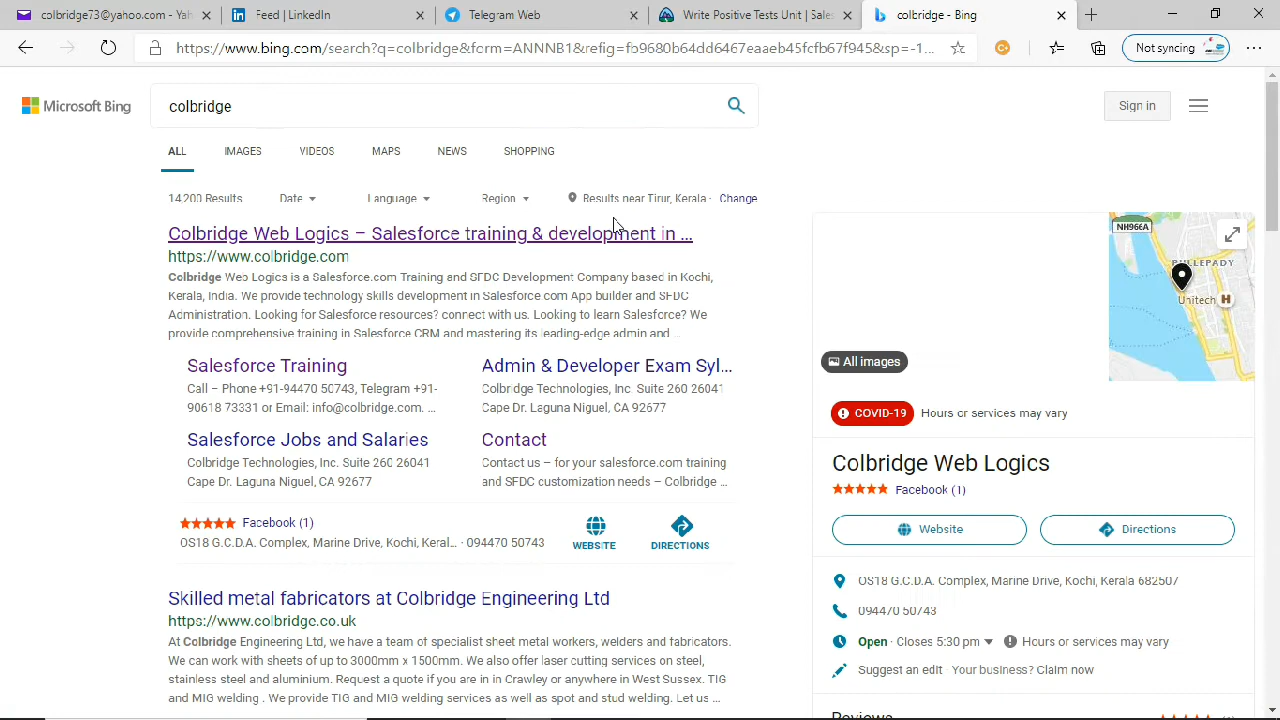 colbridge73@yahoo.com - Yah
Feed | LinkedIn
Telegram Web
Write Positive Tests Unit | Sales
colbridge - Bing
https://www.bing.com/search?q=colbridge&form=ANNNB1&refig=fb9680b64dd6467eaeb45fcfb67f945&sp=-1...
Not syncing
Microsoft Bing
colbridge
Sign in
ALL IMAGES VIDEOS MAPS NEWS SHOPPING
14,200 Results Date Language Region Results near Tirur, Kerala · Change
Colbridge Web Logics – Salesforce training & development in ...
https://www.colbridge.com
Colbridge Web Logics is a Salesforce.com Training and SFDC Development Company based in Kochi,
Kerala, India. We provide technology skills development in Salesforce com App builder and SFDC
Administration. Looking for Salesforce resources? connect with us. Looking to learn Salesforce? We
provide comprehensive training in Salesforce CRM and mastering its leading-edge admin and ...
Salesforce Training
Call – Phone +91-94470 50743, Telegram +91-
90618 73331 or Email: info@colbridge.com. ...
Admin & Developer Exam Syl...
Colbridge Technologies, Inc. Suite 260 26041
Cape Dr. Laguna Niguel, CA 92677
Salesforce Jobs and Salaries
Colbridge Technologies, Inc. Suite 260 26041
Cape Dr. Laguna Niguel, CA 92677
Contact
Contact us – for your salesforce.com training
and SFDC customization needs – Colbridge ...
Facebook (1)
OS18 G.C.D.A. Complex, Marine Drive, Kochi, Keral... · 094470 50743
WEBSITE
DIRECTIONS
Skilled metal fabricators at Colbridge Engineering Ltd
https://www.colbridge.co.uk
At Colbridge Engineering Ltd, we have a team of specialist sheet metal workers, welders and fabricators.
We can work with sheets of up to 3000mm x 1500mm. We also offer laser cutting services on steel,
stainless steel and aluminium. Request a quote if you are in in Crawley or anywhere in West Sussex. TIG
and MIG welding . We provide TIG and MIG welding services as well as spot and stud welding. Let us ...
NH966A
Unitech H
All images
COVID-19 Hours or services may vary
Colbridge Web Logics
Facebook (1)
Website
Directions
OS18 G.C.D.A. Complex, Marine Drive, Kochi, Kerala 682507
094470 50743
Open · Closes 5:30 pm Hours or services may vary
Suggest an edit · Your business? Claim now
Reviews